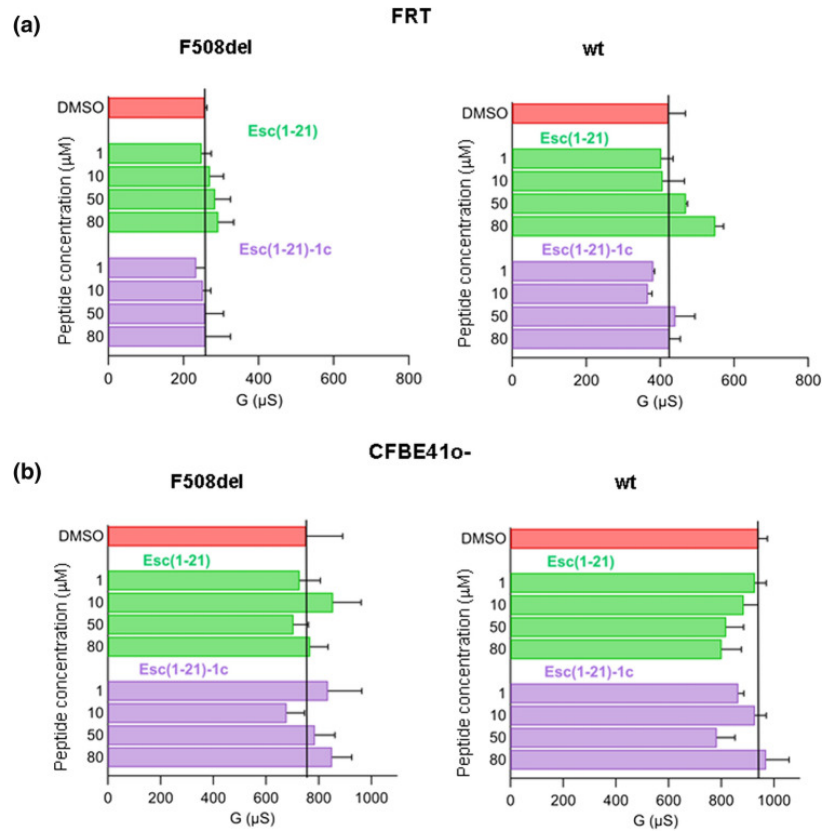 (a)
FRT
F508del
wt
Peptide concentration (µM)
DMSO
Esc(1-21)
1
10
50
80
Esc(1-21)-1c
1
10
50
80
0 200 400 600 800
G (µS)
Peptide concentration (µM)
DMSO
Esc(1-21)
1
10
50
80
Esc(1-21)-1c
1
10
50
80
0 200 400 600 800
G (µS)
(b)
CFBE41o-
F508del
wt
Peptide concentration (µM)
DMSO
Esc(1-21)
1
10
50
80
Esc(1-21)-1c
1
10
50
80
0 200 400 600 800 1000
G (µS)
Peptide concentration (µM)
DMSO
Esc(1-21)
1
10
50
80
Esc(1-21)-1c
1
10
50
80
0 200 400 600 800 1000
G (µS)